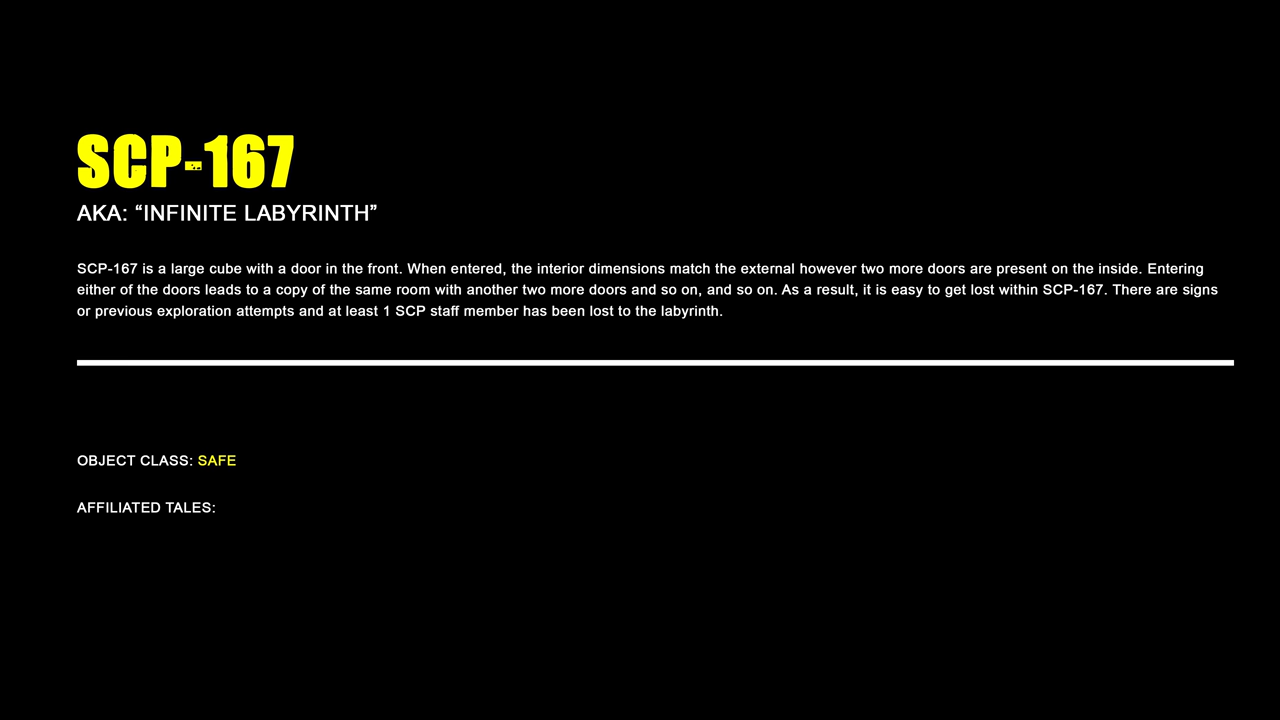 SCP-167
AKA: “INFINITE LABYRINTH”
SCP-167 is a large cube with a door in the front. When entered, the interior dimensions match the external however two more doors are present on the inside. Entering
either of the doors leads to a copy of the same room with another two more doors and so on, and so on. As a result, it is easy to get lost within SCP-167. There are signs
or previous exploration attempts and at least 1 SCP staff member has been lost to the labyrinth.
OBJECT CLASS: SAFE
AFFILIATED TALES: